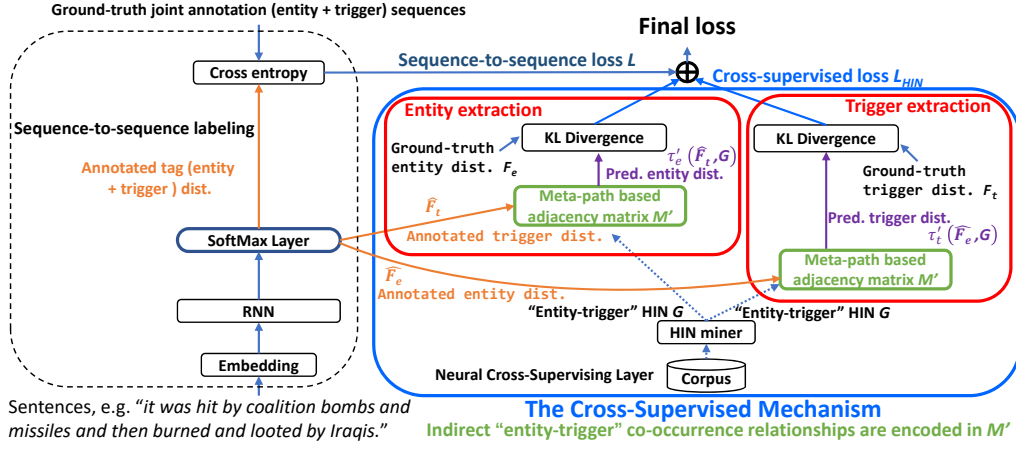 Ground-truth joint annotation (entity + trigger) sequences
Final loss
Cross entropy
Sequence-to-sequence loss L
Cross-supervised loss L_HIN
Sequence-to-sequence labeling
Annotated tag (entity
+ trigger ) dist.
SoftMax Layer
RNN
Embedding
Sentences, e.g. “it was hit by coalition bombs and
missiles and then burned and looted by Iraqis.”
Entity extraction
KL Divergence
Ground-truth
entity dist. F_e
τ′_e (F̂_t,G)
Pred. entity dist.
Meta-path based
adjacency matrix M′
F̂_t
Annotated trigger dist.
F̂_e
Annotated entity dist.
Trigger extraction
KL Divergence
Ground-truth
trigger dist. F_t
Pred. trigger dist.
τ′_t (F̂_e,G)
Meta-path based
adjacency matrix M′
“Entity-trigger” HIN G
“Entity-trigger” HIN G
HIN miner
Neural Cross-Supervising Layer
Corpus
The Cross-Supervised Mechanism
Indirect “entity-trigger” co-occurrence relationships are encoded in M′